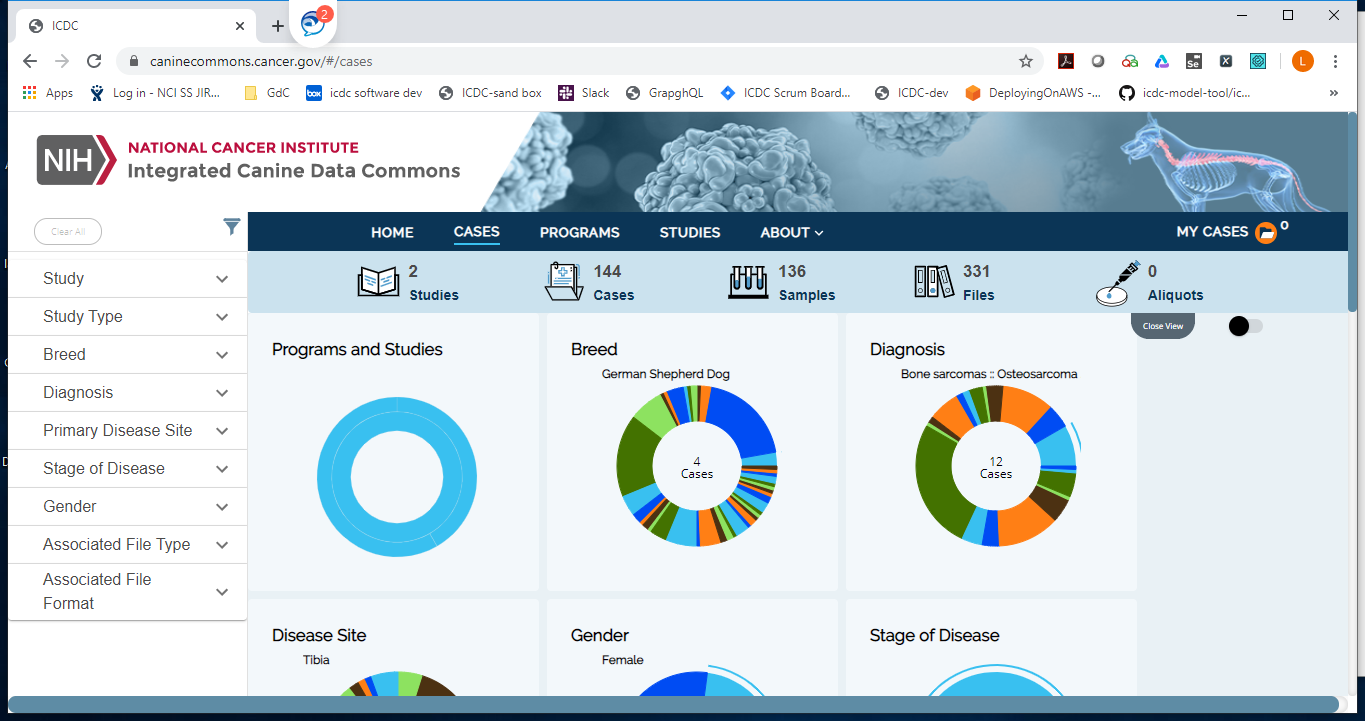 ICDC
2
caninecommons.cancer.gov/#/cases
L
Apps
Log in - NCI SS JIR...
GdC
box
icdc software dev
ICDC-sand box
Slack
GrapghQL
ICDC Scrum Board...
ICDC-dev
DeployingOnAWS -...
icdc-model-tool/ic...
»
Se
X
NIH
NATIONAL CANCER INSTITUTE
Integrated Canine Data Commons
Clear All
HOME
CASES
PROGRAMS
STUDIES
ABOUT
MY CASES
0
Study
Study Type
Breed
Diagnosis
Primary Disease Site
Stage of Disease
Gender
Associated File Type
Associated File
Format
2
Studies
144
Cases
136
Samples
331
Files
0
Aliquots
Close View
Programs and Studies
Breed
German Shepherd Dog
4
Cases
Diagnosis
Bone sarcomas :: Osteosarcoma
12
Cases
Disease Site
Tibia
Gender
Female
Stage of Disease